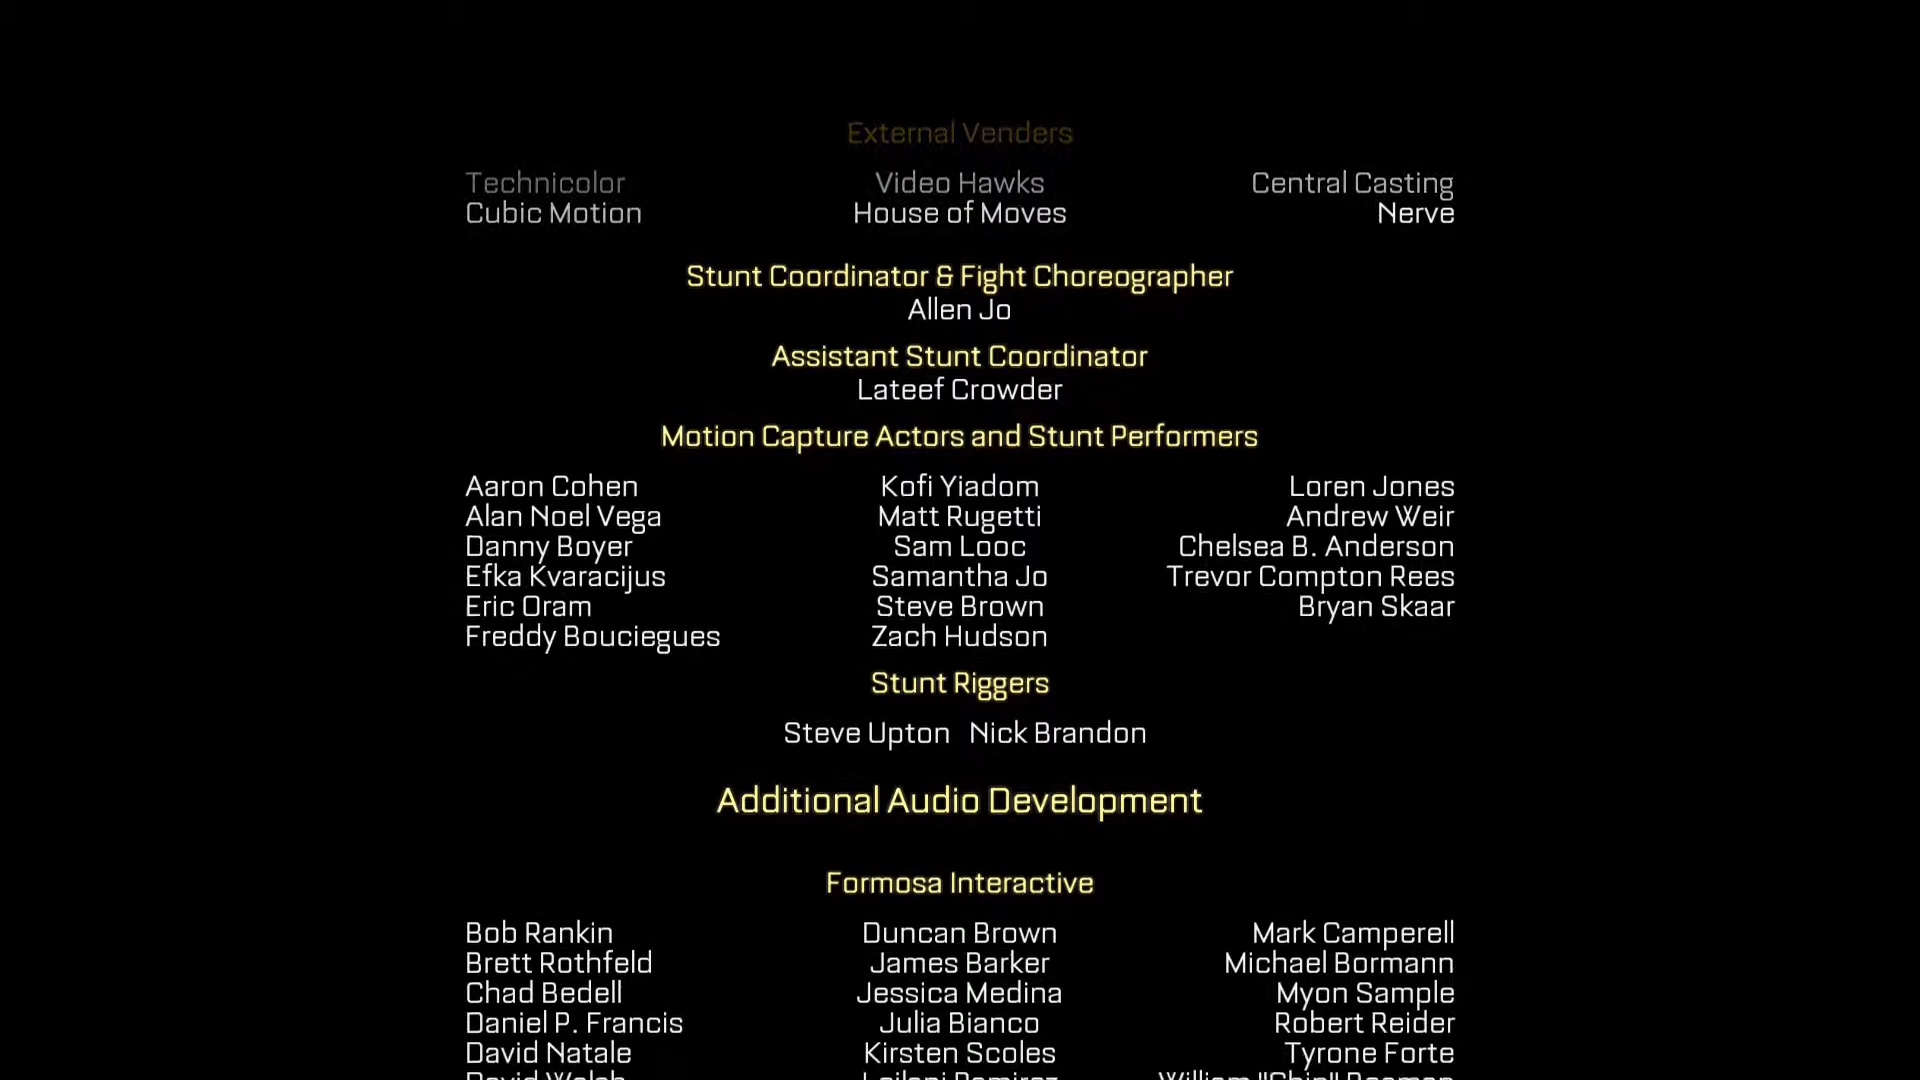 External Venders
Technicolor Video Hawks Central Casting
Cubic Motion House of Moves Nerve
Stunt Coordinator & Fight Choreographer
Allen Jo
Assistant Stunt Coordinator
Lateef Crowder
Motion Capture Actors and Stunt Performers
Aaron Cohen Kofi Yiadom Loren Jones
Alan Noel Vega Matt Rugetti Andrew Weir
Danny Boyer Sam Looc Chelsea B. Anderson
Efka Kvaracijus Samantha Jo Trevor Compton Rees
Eric Oram Steve Brown Bryan Skaar
Freddy Bouciegues Zach Hudson
Stunt Riggers
Steve Upton Nick Brandon
Additional Audio Development
Formosa Interactive
Bob Rankin Duncan Brown Mark Camperell
Brett Rothfeld James Barker Michael Bormann
Chad Bedell Jessica Medina Myon Sample
Daniel P. Francis Julia Bianco Robert Reider
David Natale Kirsten Scoles Tyrone Forte
David